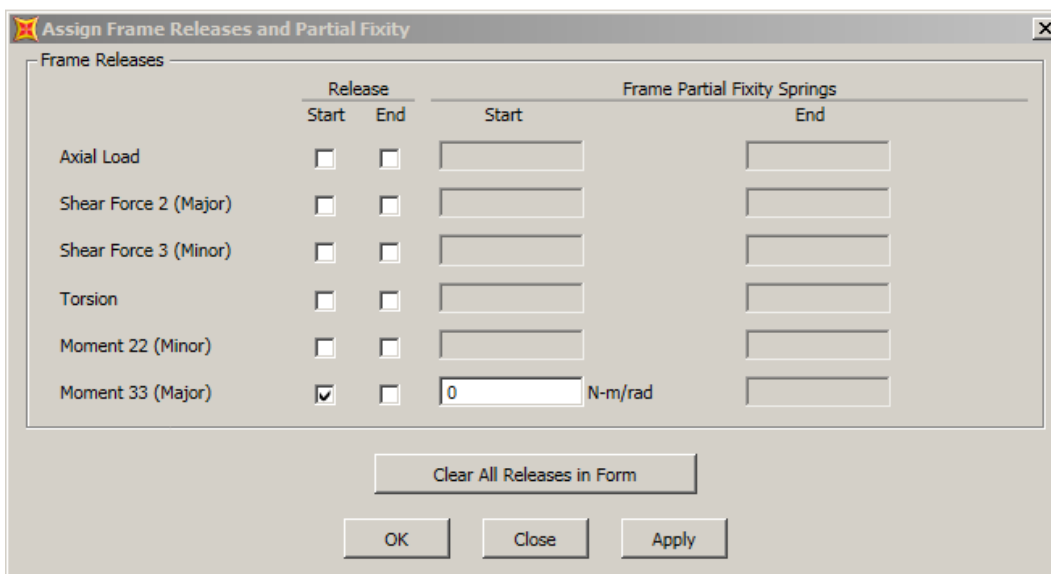 Assign Frame Releases and Partial Fixity
Frame Releases
Release Frame Partial Fixity Springs
Start End Start End
Axial Load
Shear Force 2 (Major)
Shear Force 3 (Minor)
Torsion
Moment 22 (Minor)
Moment 33 (Major) 0 N-m/rad
Clear All Releases in Form
OK Close Apply